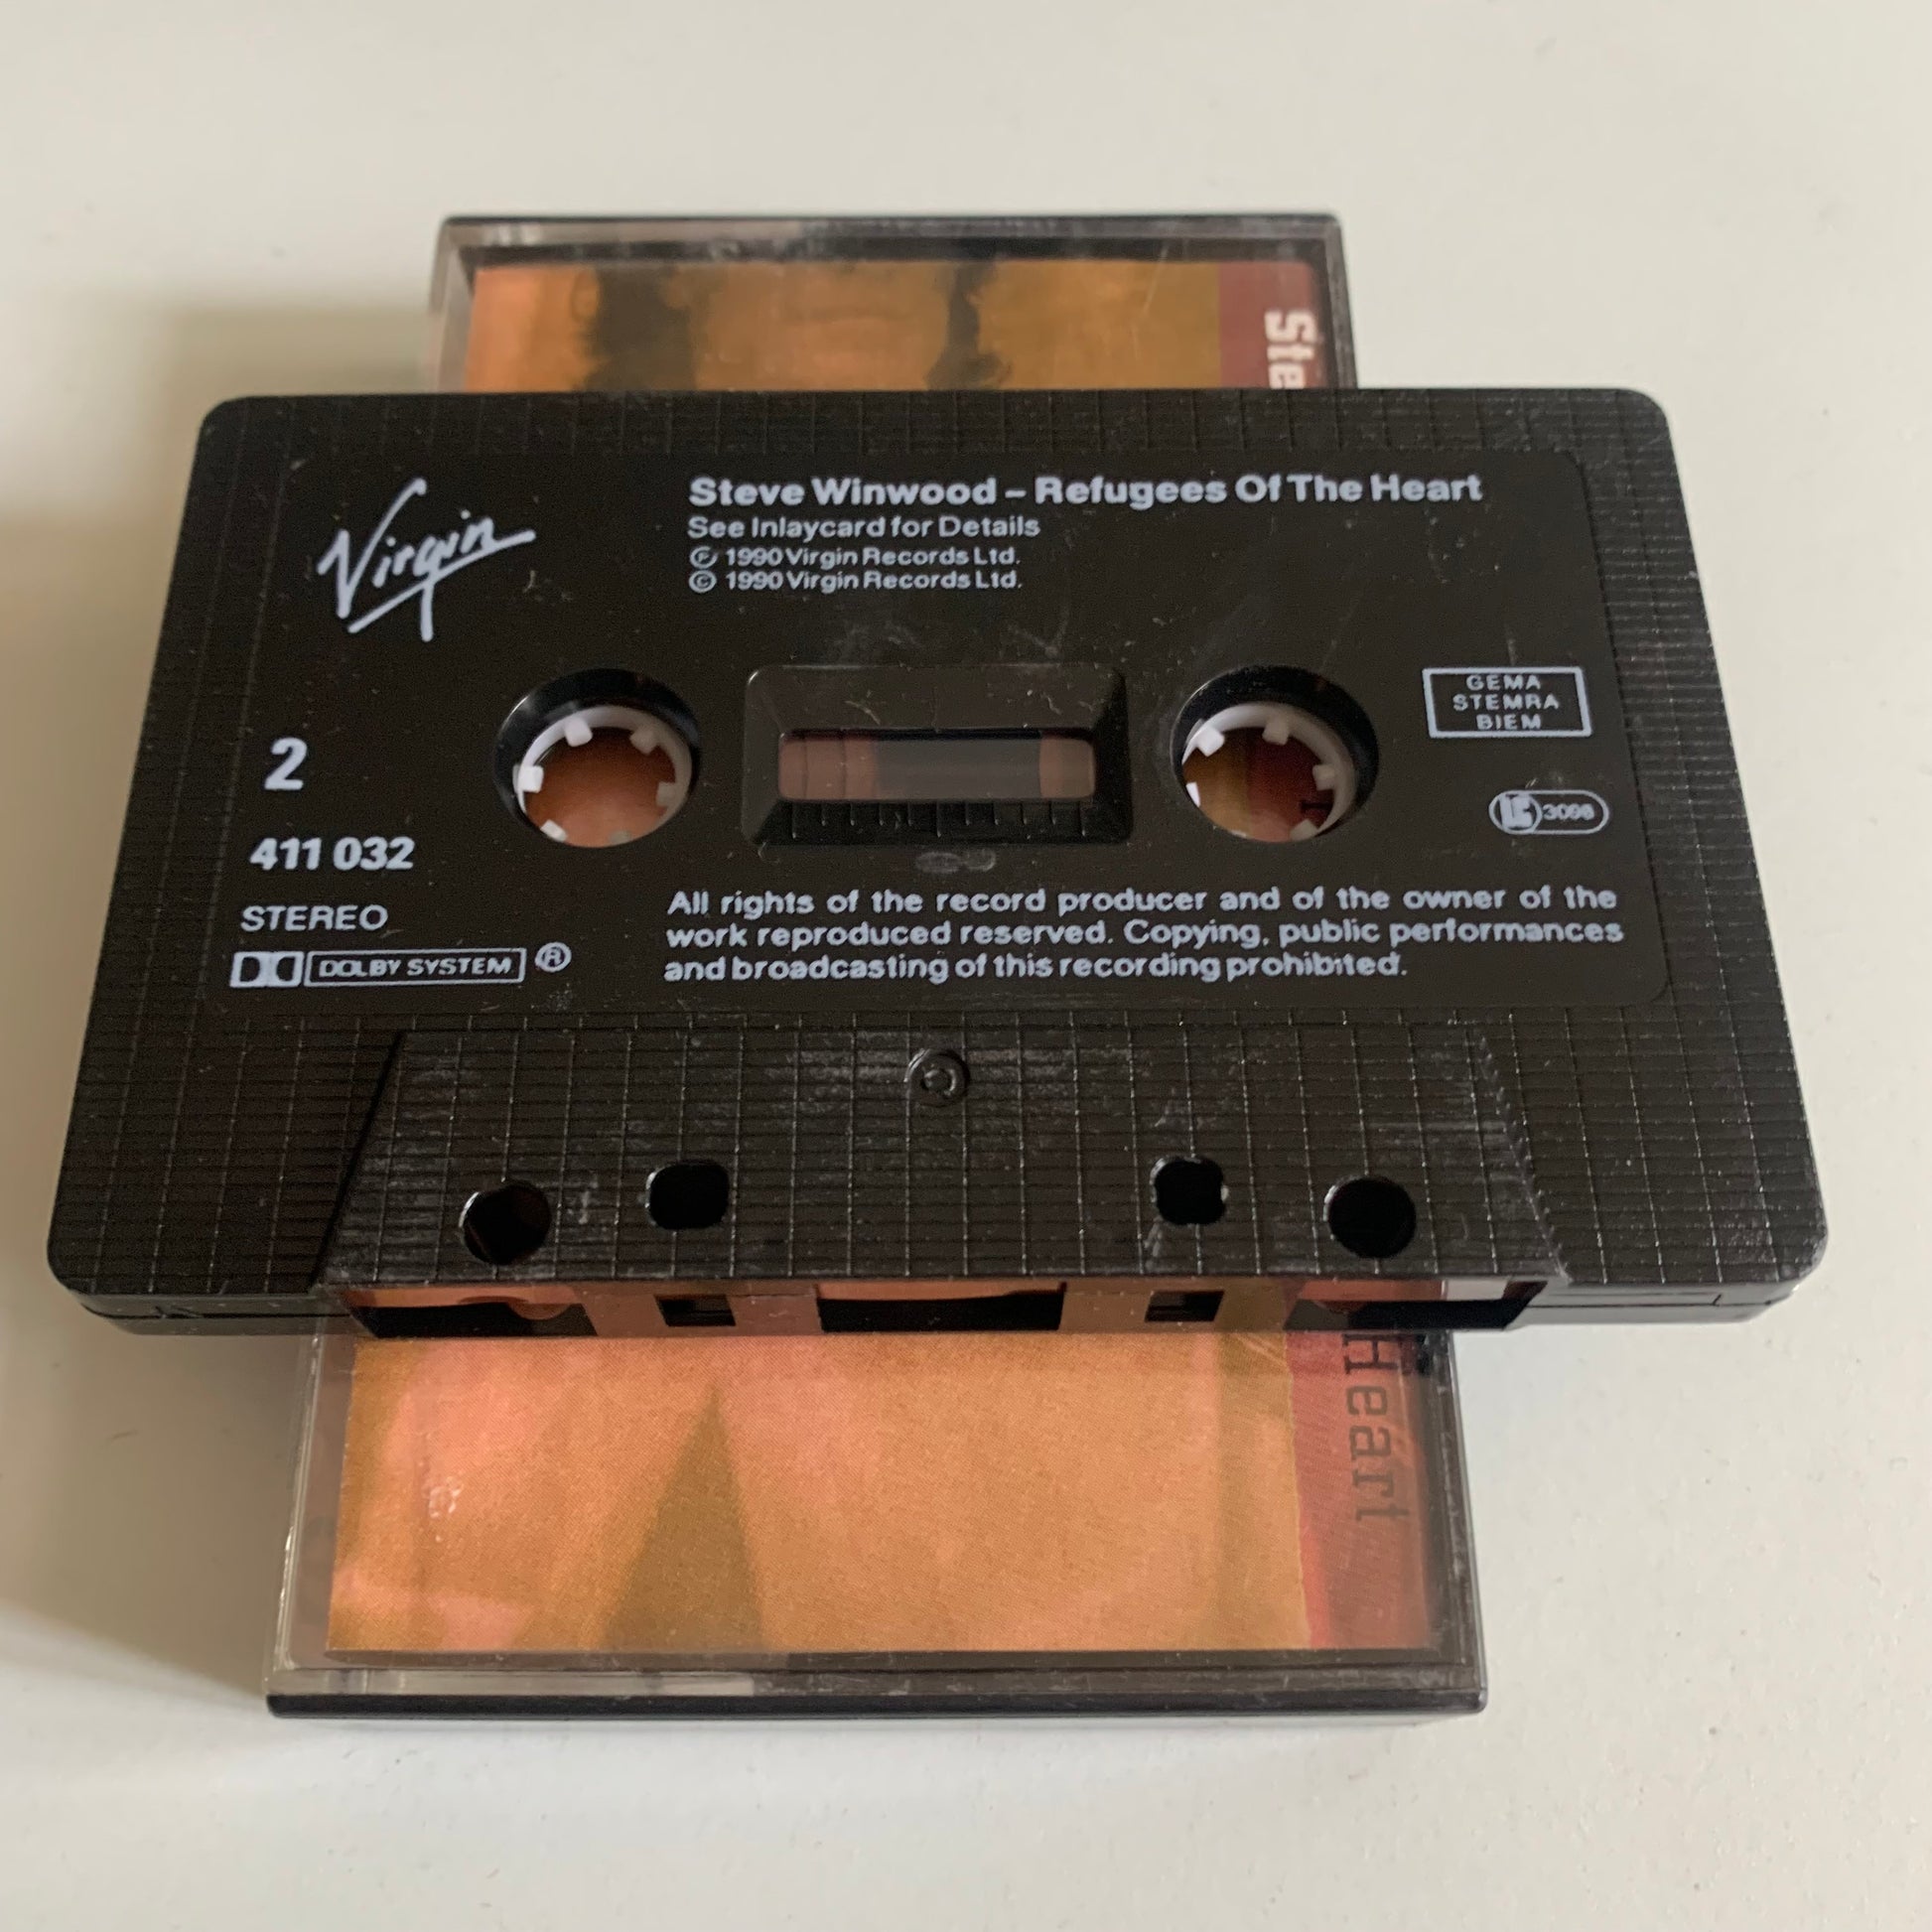 Ste
Virgin
Steve Winwood – Refugees Of The Heart
See Inlaycard for Details
℗ 1990 Virgin Records Ltd.
© 1990 Virgin Records Ltd.
GEMA
STEMRA
BIEM
2
LC 3098
411 032
STEREO
DOLBY SYSTEM ®
All rights of the record producer and of the owner of the
work reproduced reserved. Copying, public performances
and broadcasting of this recording prohibited.
Heart